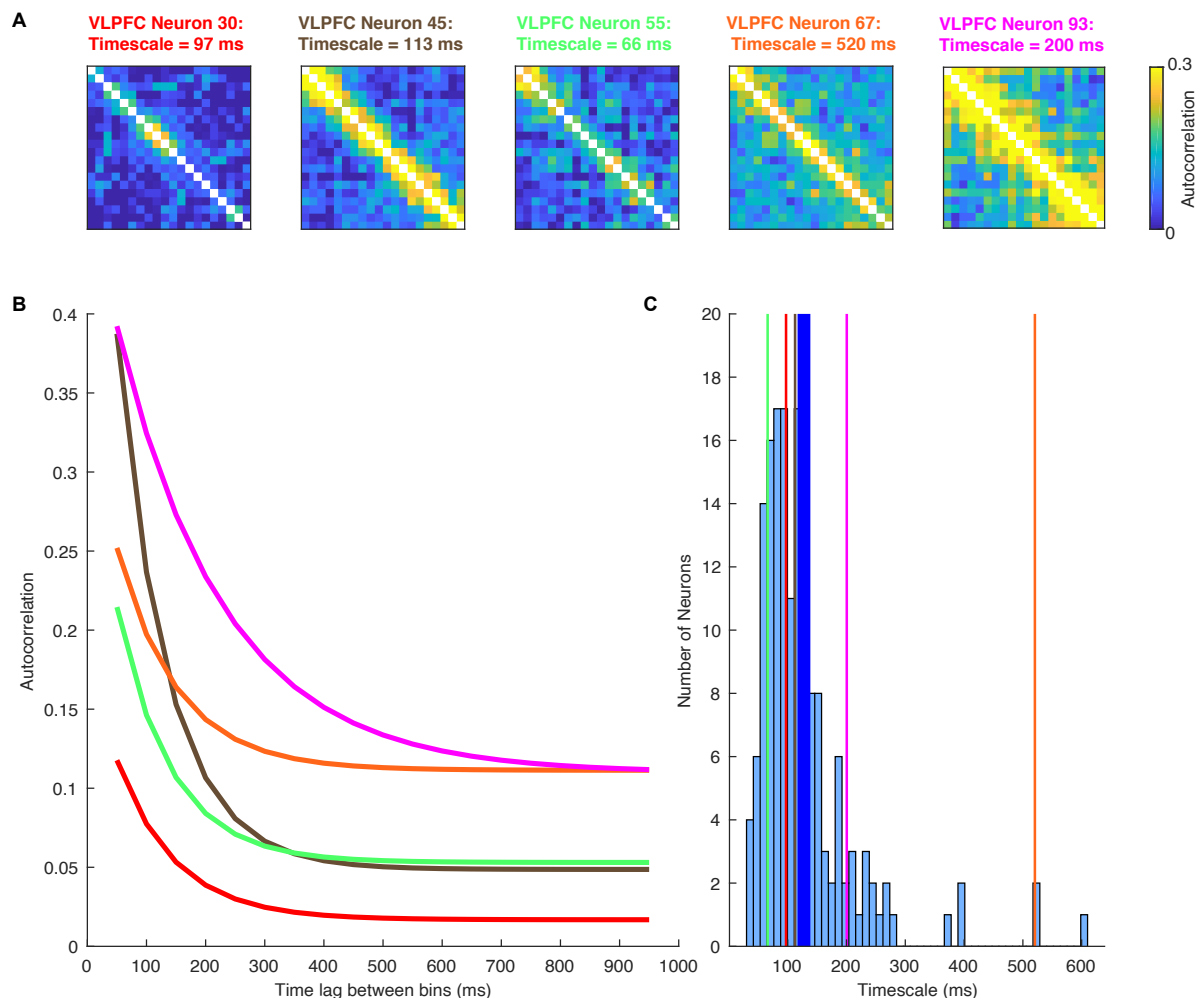 A
VLPFC Neuron 30:
Timescale = 97 ms
VLPFC Neuron 45:
Timescale = 113 ms
VLPFC Neuron 55:
Timescale = 66 ms
VLPFC Neuron 67:
Timescale = 520 ms
VLPFC Neuron 93:
Timescale = 200 ms
0.3
0
Autocorrelation
B
0.4
0.35
0.3
0.25
0.2
0.15
0.1
0.05
0
Autocorrelation
0 100 200 300 400 500 600 700 800 900 1000
Time lag between bins (ms)
C
20
18
16
14
12
10
8
6
4
2
0
Number of Neurons
100 200 300 400 500 600
Timescale (ms)